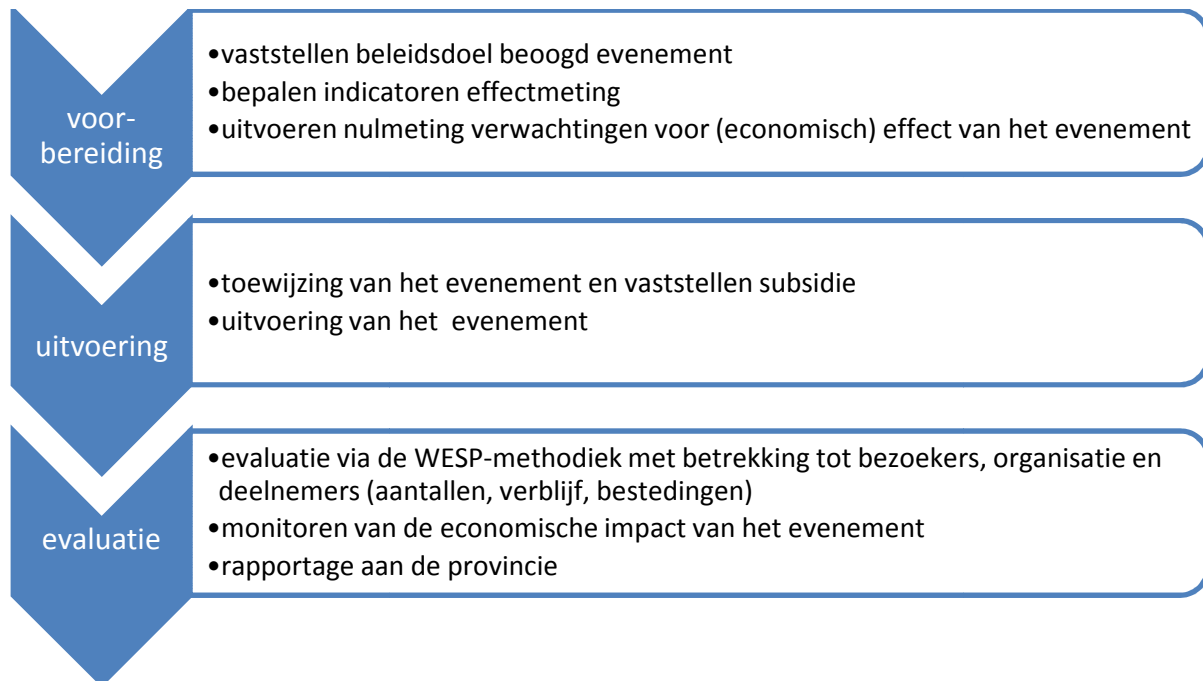 voor-
bereiding
•vaststellen beleidsdoel beoogd evenement
•bepalen indicatoren effectmeting
•uitvoeren nulmeting verwachtingen voor (economisch) effect van het evenement
uitvoering
•toewijzing van het evenement en vaststellen subsidie
•uitvoering van het evenement
evaluatie
•evaluatie via de WESP-methodiek met betrekking tot bezoekers, organisatie en
deelnemers (aantallen, verblijf, bestedingen)
•monitoren van de economische impact van het evenement
•rapportage aan de provincie